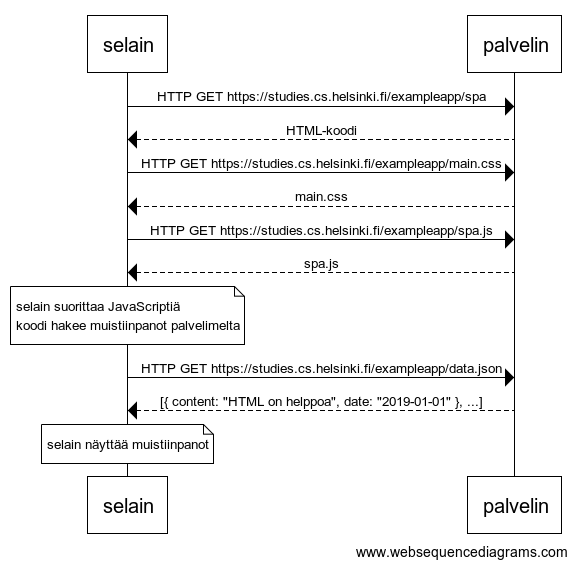 selain palvelin
HTTP GET https://studies.cs.helsinki.fi/exampleapp/spa
HTML-koodi
HTTP GET https://studies.cs.helsinki.fi/exampleapp/main.css
main.css
HTTP GET https://studies.cs.helsinki.fi/exampleapp/spa.js
spa.js
selain suorittaa JavaScriptiä
koodi hakee muistiinpanot palvelimelta
HTTP GET https://studies.cs.helsinki.fi/exampleapp/data.json
[{ content: "HTML on helppoa", date: "2019-01-01" }, ...]
selain näyttää muistiinpanot
selain palvelin
www.websequencediagrams.com